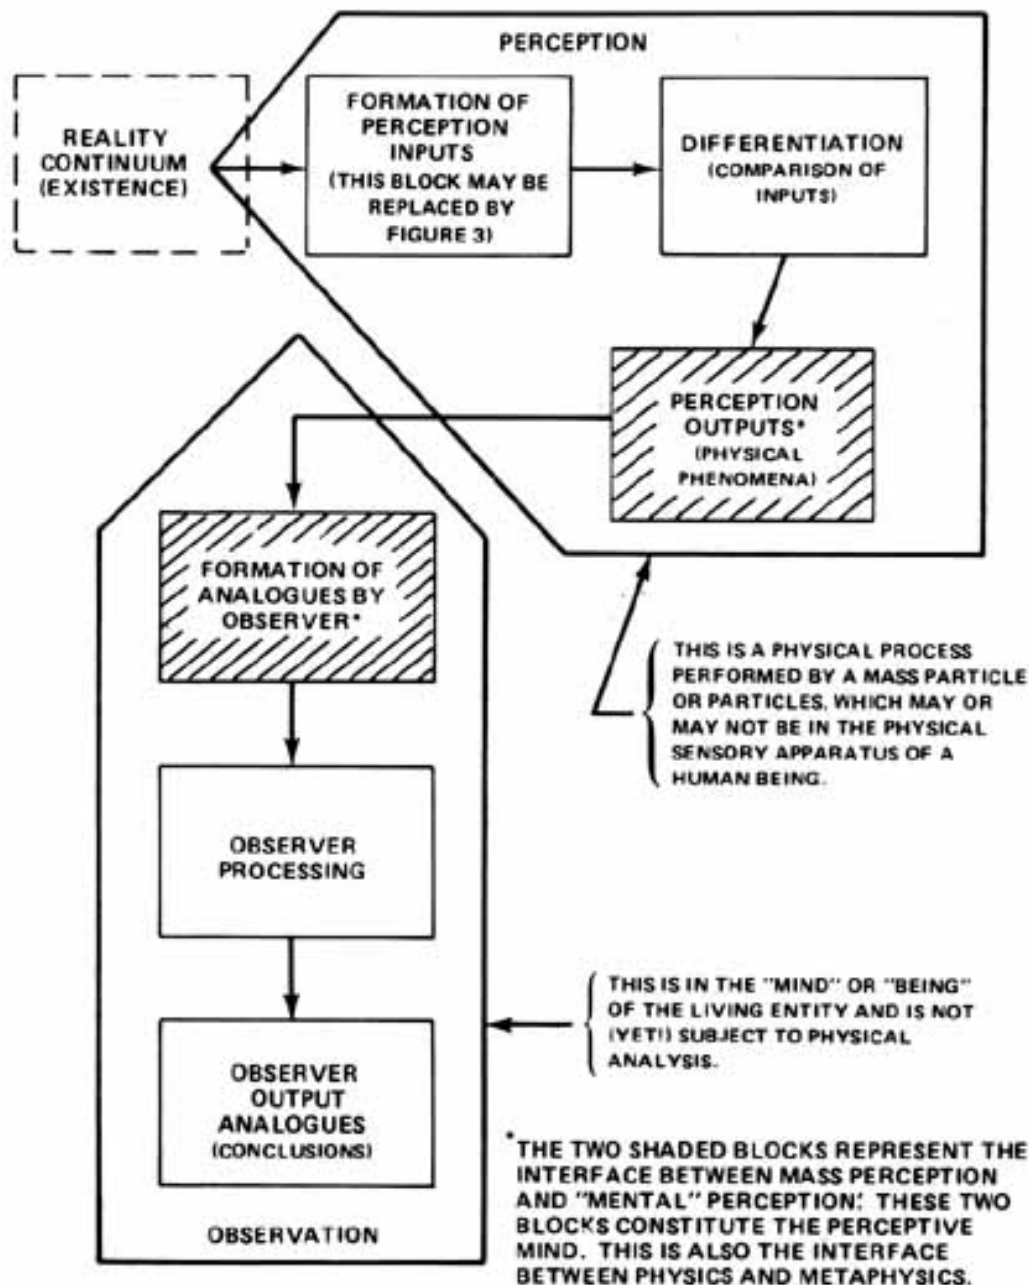 PERCEPTION
REALITY
CONTINUUM
(EXISTENCE)
FORMATION OF
PERCEPTION
INPUTS
(THIS BLOCK MAY BE
REPLACED BY
FIGURE 3)
DIFFERENTIATION
(COMPARISON OF
INPUTS)
PERCEPTION
OUTPUTS*
(PHYSICAL
PHENOMENA)
FORMATION OF
ANALOGUES BY
OBSERVER*
THIS IS A PHYSICAL PROCESS
PERFORMED BY A MASS PARTICLE
OR PARTICLES, WHICH MAY OR
MAY NOT BE IN THE PHYSICAL
SENSORY APPARATUS OF A
HUMAN BEING.
OBSERVER
PROCESSING
THIS IS IN THE "MIND" OR "BEING"
OF THE LIVING ENTITY AND IS NOT
(YET!) SUBJECT TO PHYSICAL
ANALYSIS.
OBSERVER
OUTPUT
ANALOGUES
(CONCLUSIONS)
OBSERVATION
*THE TWO SHADED BLOCKS REPRESENT THE
INTERFACE BETWEEN MASS PERCEPTION
AND "MENTAL" PERCEPTION. THESE TWO
BLOCKS CONSTITUTE THE PERCEPTIVE
MIND. THIS IS ALSO THE INTERFACE
BETWEEN PHYSICS AND METAPHYSICS.